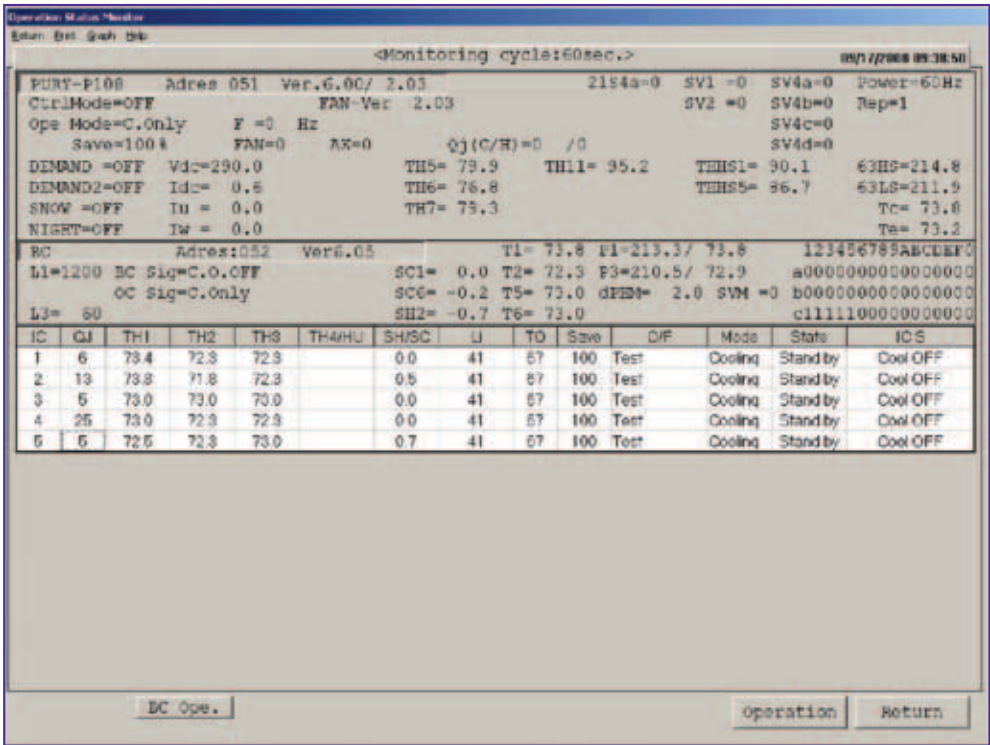 Operation Status Monitor
Return Graph Help
<Monitoring cycle:60sec.>
09/17/2008 09:38:50
PURY-P108 Adres 051 Ver.6.00/ 2.03 21S4a=0 SV1 =0 SV4a=0 Power=60Hz
CtrlMode=OFF FAN-Ver 2.03 SV2 =0 SV4b=0 Rep=1
Ope Mode=C.Only F =0 Hz SV4c=0
Save=100% FAN=0 AK=0 Qj(C/H)=0 /0 SV4d=0
DEMAND =OFF Vdc=290.0 TH5= 79.9 TH11= 95.2 THHS1= 90.1 63HS=214.8
DEMAND2=OFF Idc= 0.6 TH6= 76.8 THHS5= 86.7 63LS=211.9
SNOW =OFF Iu = 0.0 TH7= 79.3 Tc= 73.8
NIGHT=OFF Iw = 0.0 Te= 73.2
BC Adres:052 Ver6.05 T1= 73.8 P1=213.3/ 73.8 123456789ABCDEF0
L1=1200 BC Sig=C.O.OFF SC1= 0.0 T2= 72.3 P3=210.5/ 72.9 a0000000000000000
OC Sig=C.Only SC6= -0.2 T5= 73.0 dPHM= 2.8 SVM =0 b0000000000000000
L3= 60 SH2= -0.7 T6= 73.0 c1111100000000000
IC QJ TH1 TH2 TH3 TH4/HU SH/SC LI TO Save D/F Mode State ICS
1 6 73.4 72.3 72.3 0.0 41 67 100 Test Cooling Stand by Cool OFF
2 13 73.8 71.8 72.3 0.5 41 67 100 Test Cooling Stand by Cool OFF
3 5 73.0 73.0 73.0 0.0 41 67 100 Test Cooling Stand by Cool OFF
4 25 73.0 72.3 72.3 0.0 41 67 100 Test Cooling Stand by Cool OFF
5 5 72.5 72.3 73.0 0.7 41 67 100 Test Cooling Stand by Cool OFF
BC Ope. Operation Return